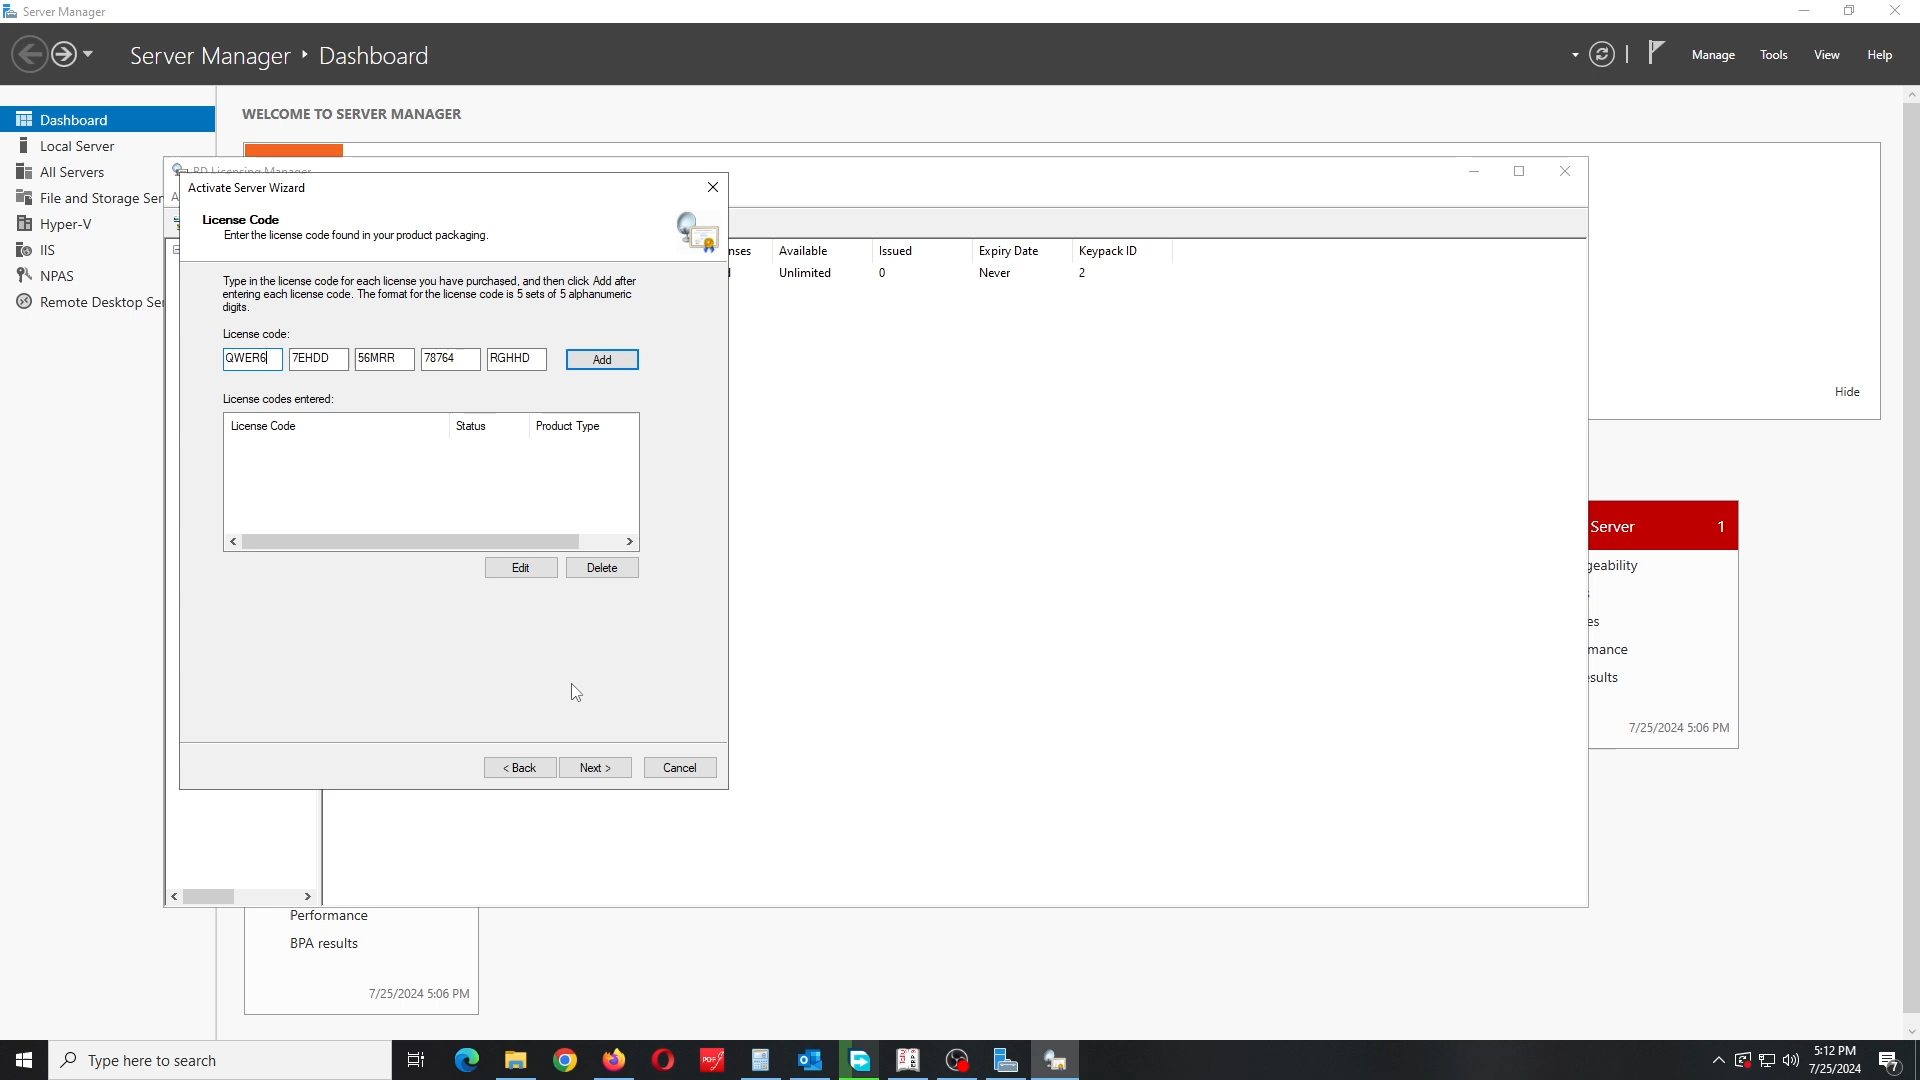 Server Manager
Server Manager ‣ Dashboard
Manage Tools View Help
Dashboard
Local Server
All Servers
File and Storage Ser
Hyper-V
IIS
NPAS
Remote Desktop Ser
WELCOME TO SERVER MANAGER
RD Licensing Manager
Activate Server Wizard
License Code
Enter the license code found in your product packaging.
Type in the license code for each license you have purchased, and then click Add after
entering each license code. The format for the license code is 5 sets of 5 alphanumeric
digits.
License code:
QWER6 7EHDD 56MRR 78764 RGHHD Add
License codes entered:
License Code Status Product Type
Edit Delete
< Back Next > Cancel
nses Available Issued Expiry Date Keypack ID
Unlimited 0 Never 2
Hide
Server 1
geability
es
mance
esults
7/25/2024 5:06 PM
Performance
BPA results
7/25/2024 5:06 PM
Type here to search
5:12 PM
7/25/2024
7